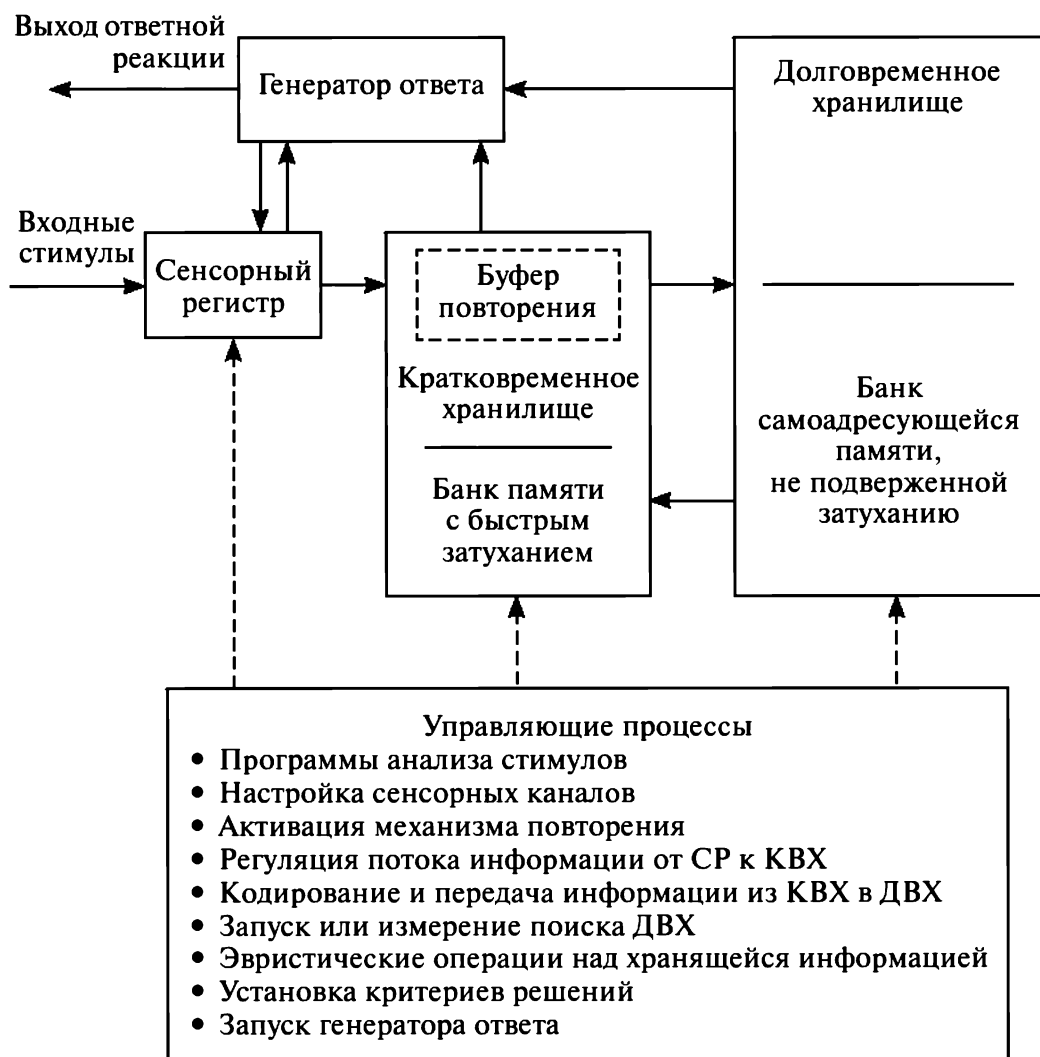 Выход ответной
реакции
Генератор ответа
Долговременное
хранилище
Входные
стимулы
Сенсорный
регистр
Буфер
повторения
Кратковременное
хранилище
Банк памяти
с быстрым
затуханием
Банк
самоадресующейся
памяти,
не подверженной
затуханию
Управляющие процессы
• Программы анализа стимулов
• Настройка сенсорных каналов
• Активация механизма повторения
• Регуляция потока информации от СР к КВХ
• Кодирование и передача информации из КВХ в ДВХ
• Запуск или измерение поиска ДВХ
• Эвристические операции над хранящейся информацией
• Установка критериев решений
• Запуск генератора ответа